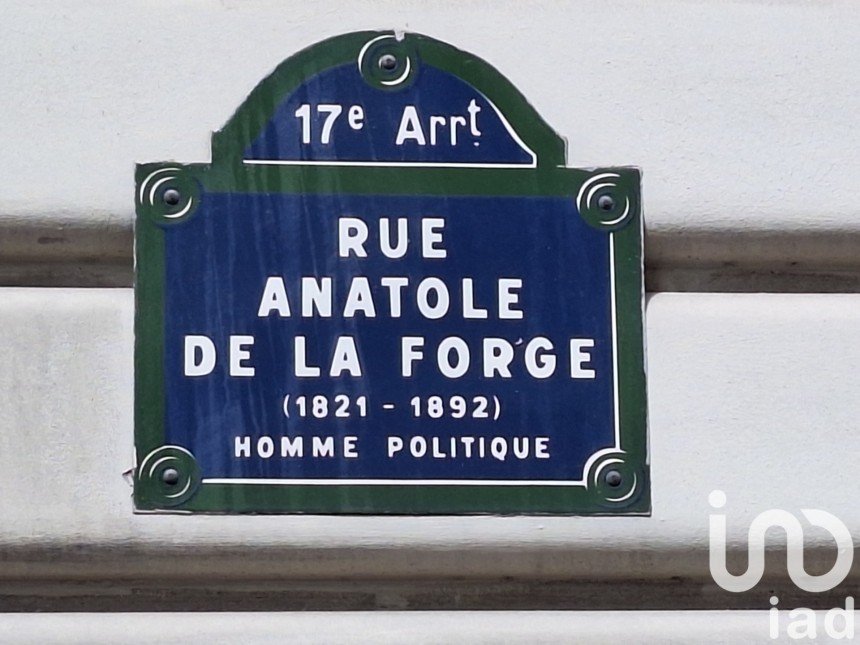 17e Arrt
RUE
ANATOLE
DE LA FORGE
(1821 - 1892)
HOMME POLITIQUE
iad